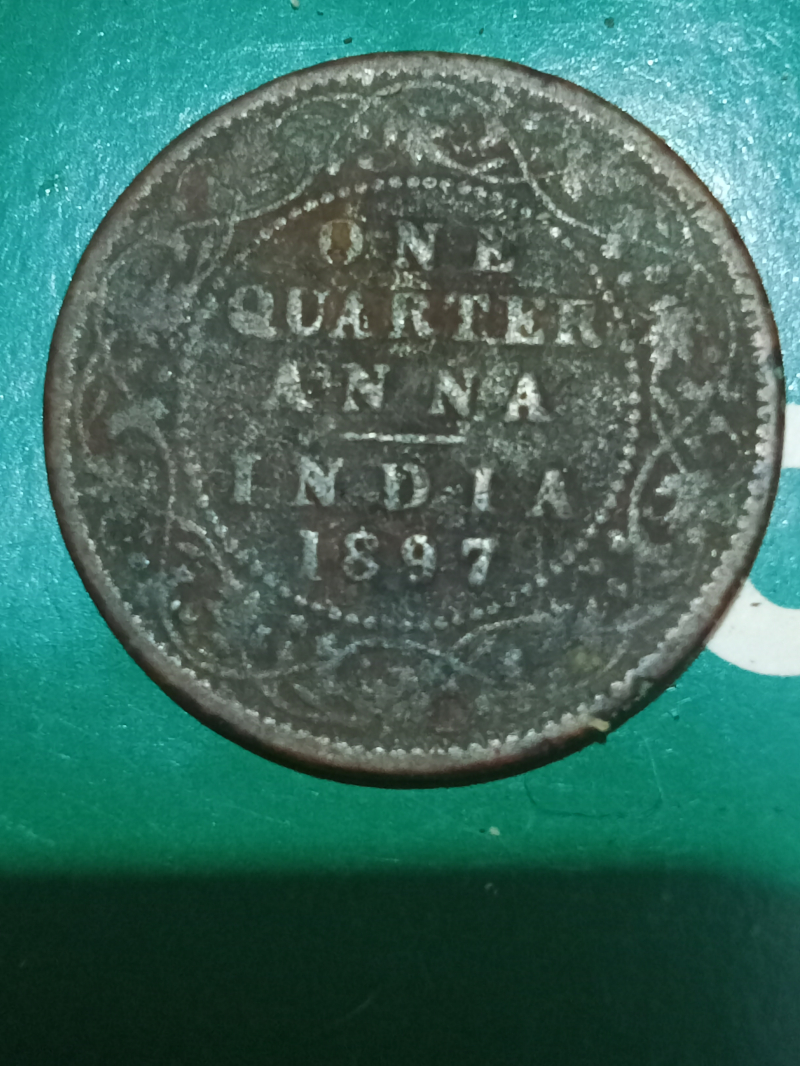 ONE
QUARTER
ANNA
INDIA
1897